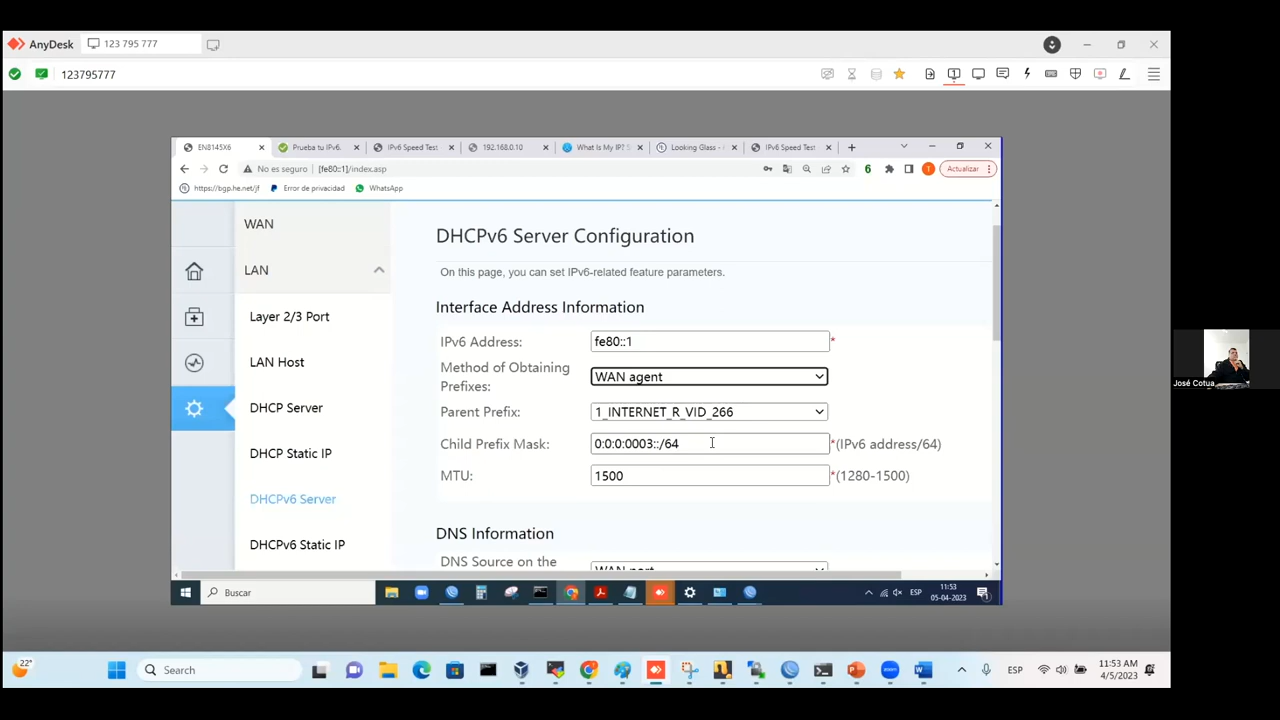 AnyDesk
123 795 777
123795777
1
EN8145X6
Prueba tu IPv6.
IPv6 Speed Test
192.168.0.10
What Is My IP?
Looking Glass -
IPv6 Speed Test
No es seguro
[fe80::1]/index.asp
6
T
Actualizar
https://bgp.he.net/jf
Error de privacidad
WhatsApp
WAN
LAN
Layer 2/3 Port
LAN Host
DHCP Server
DHCP Static IP
DHCPv6 Server
DHCPv6 Static IP
DHCPv6 Server Configuration
On this page, you can set IPv6-related feature parameters.
Interface Address Information
IPv6 Address: fe80::1 *
Method of Obtaining
Prefixes:
WAN agent
Parent Prefix: 1_INTERNET_R_VID_266
Child Prefix Mask: 0:0:0:0003::/64 *(IPv6 address/64)
MTU: 1500 *(1280-1500)
DNS Information
DNS Source on the
WAN port
José Cotua
Buscar
ESP
11:53
05-04-2023
22°
Search
ESP
11:53 AM
4/5/2023